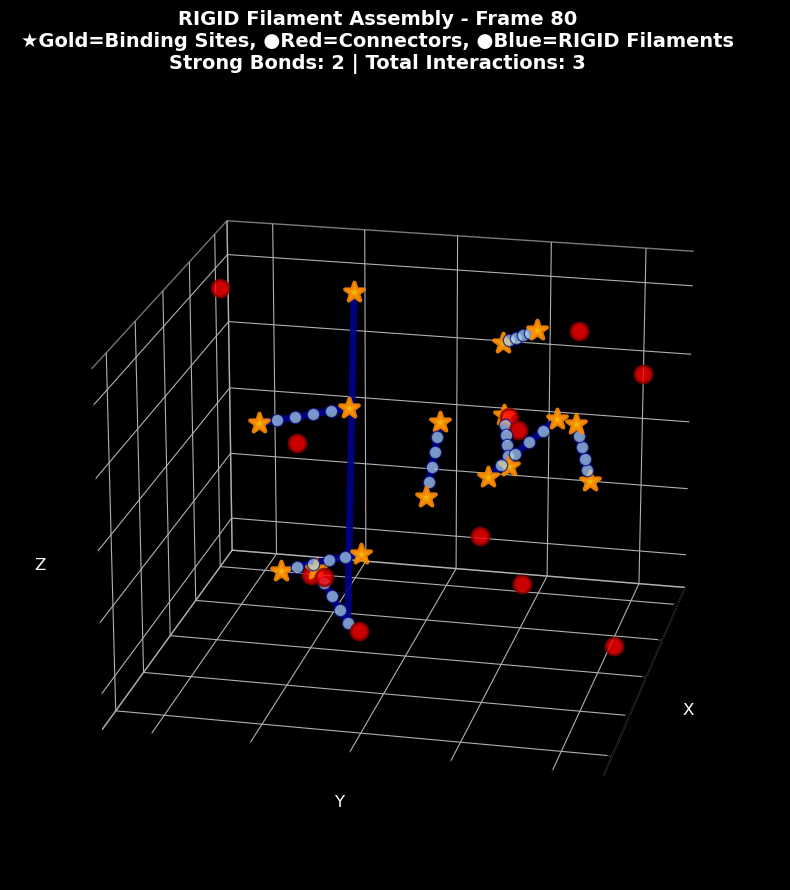 RIGID Filament Assembly - Frame 80
★Gold=Binding Sites, ●Red=Connectors, ●Blue=RIGID Filaments
Strong Bonds: 2 | Total Interactions: 3
Z
X
Y